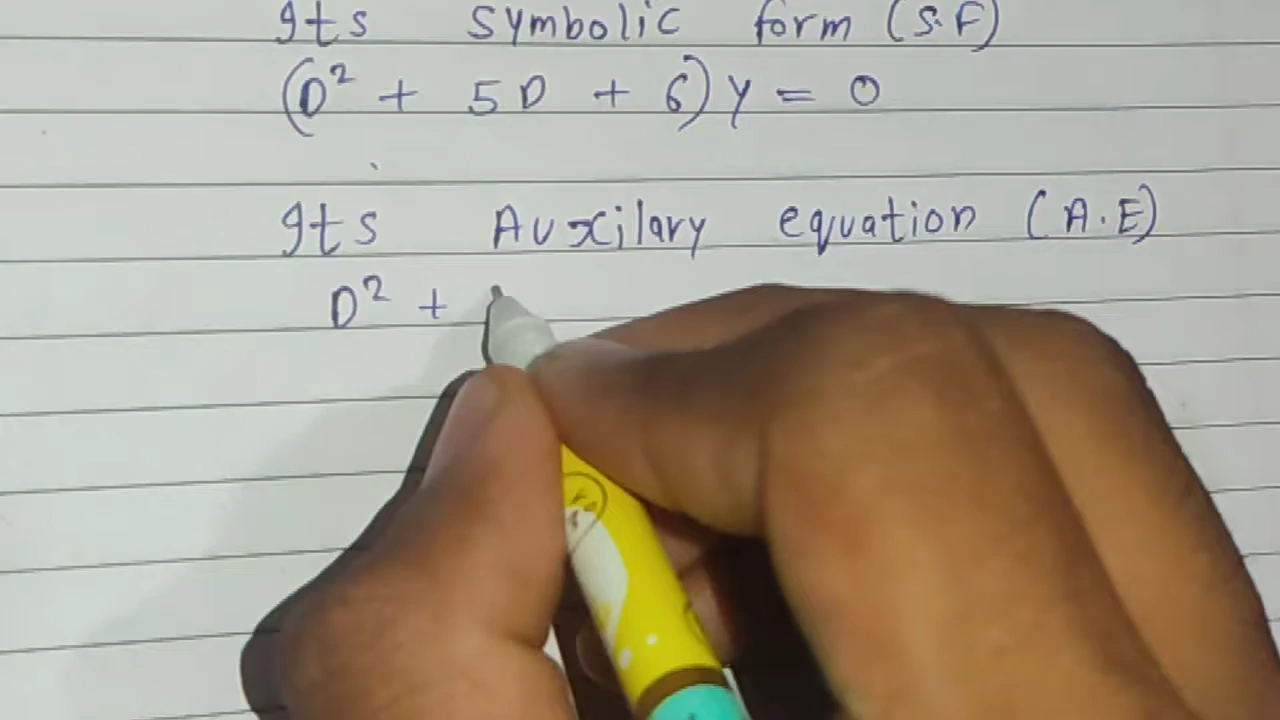 Its Symbolic form (S.F)
(D² + 5D + 6) y = 0
Its Auxilary equation (A.E)
D² +